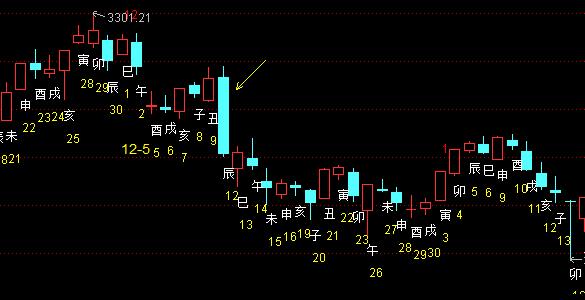 3301.21
12
辰未
821
申
22
酉戌
2324
亥
25
寅
28
卯
29
辰
30
巳
1
午
2
12-5
酉
5
戌
6
亥
7
子
8
丑
9
辰
12
巳
13
午
14
未
15
申
16
亥
19
子
20
丑
21
寅
22
卯
23
午
26
未
27
申
28
酉
29
戌
30
1
寅
3
卯
4
辰
5
巳
6
申
9
酉
10
戌
11
亥
12
子
13
卯